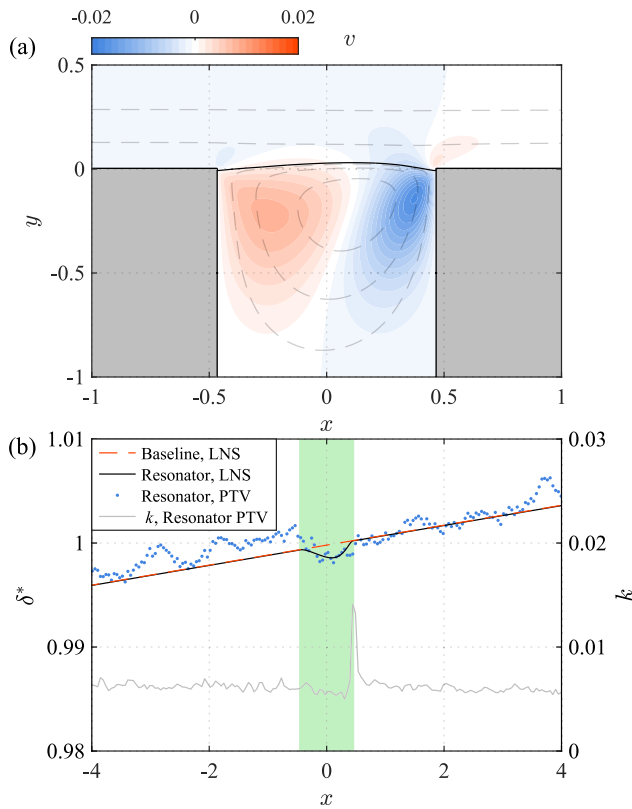 -0.02 0 0.02
v
(a)
0.5
0
-0.5
-1
y
-1 -0.5 0 0.5 1
x
(b)
1.01
1
0.99
0.98
δ*
Baseline, LNS
Resonator, LNS
Resonator, PTV
k, Resonator PTV
0.03
0.02
0.01
0
k
-4 -2 0 2 4
x